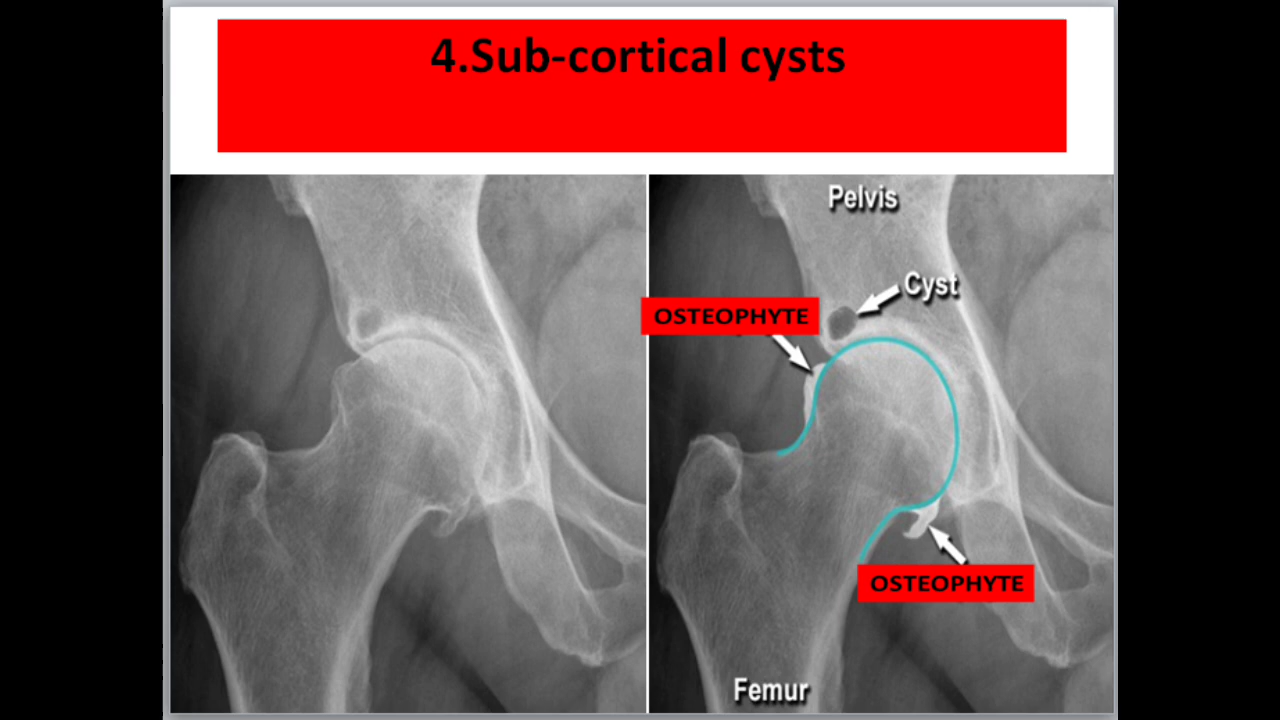 4.Sub-cortical cysts
Pelvis
Cyst
OSTEOPHYTE
OSTEOPHYTE
Femur